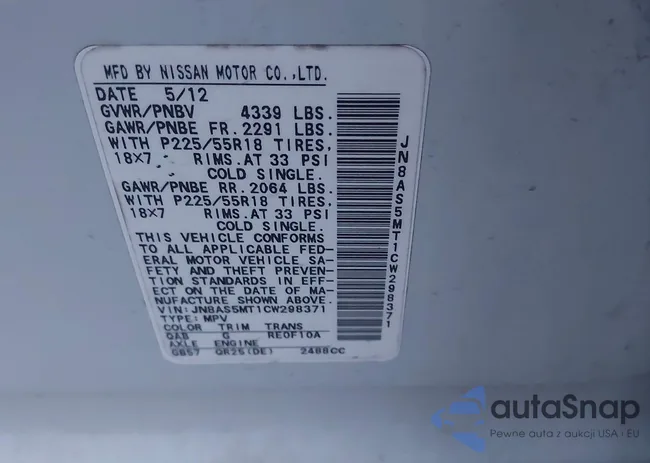 MFD BY NISSAN MOTOR CO.,LTD.
DATE 5/12
GVWR/PNBV 4339 LBS.
GAWR/PNBE FR. 2291 LBS.
WITH P225/55R18 TIRES,
18X7 RIMS, AT 33 PSI
COLD SINGLE.
GAWR/PNBE RR. 2064 LBS.
WITH P225/55R18 TIRES,
18X7 RIMS, AT 33 PSI
COLD SINGLE.
THIS VEHICLE CONFORMS
TO ALL APPLICABLE FED-
ERAL MOTOR VEHICLE SA-
FETY AND THEFT PREVEN-
TION STANDARDS IN EFF-
ECT ON THE DATE OF MA-
NUFACTURE SHOWN ABOVE.
VIN:JN8AS5MT1CW298371
TYPE: MPV
COLOR TRIM TRANS
QAB G RE0F10A
AXLE ENGINE
GB57 QR25(DE) 2488CC
JN8AS5MT1CW298371
autaSnap
Pewne auta z aukcji USA i EU